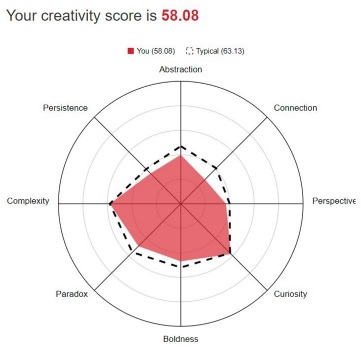 Your creativity score is 58.08
You (58.08) Typical (63.13)
Abstraction
Persistence
Connection
Complexity
Perspective
Paradox
Curiosity
Boldness